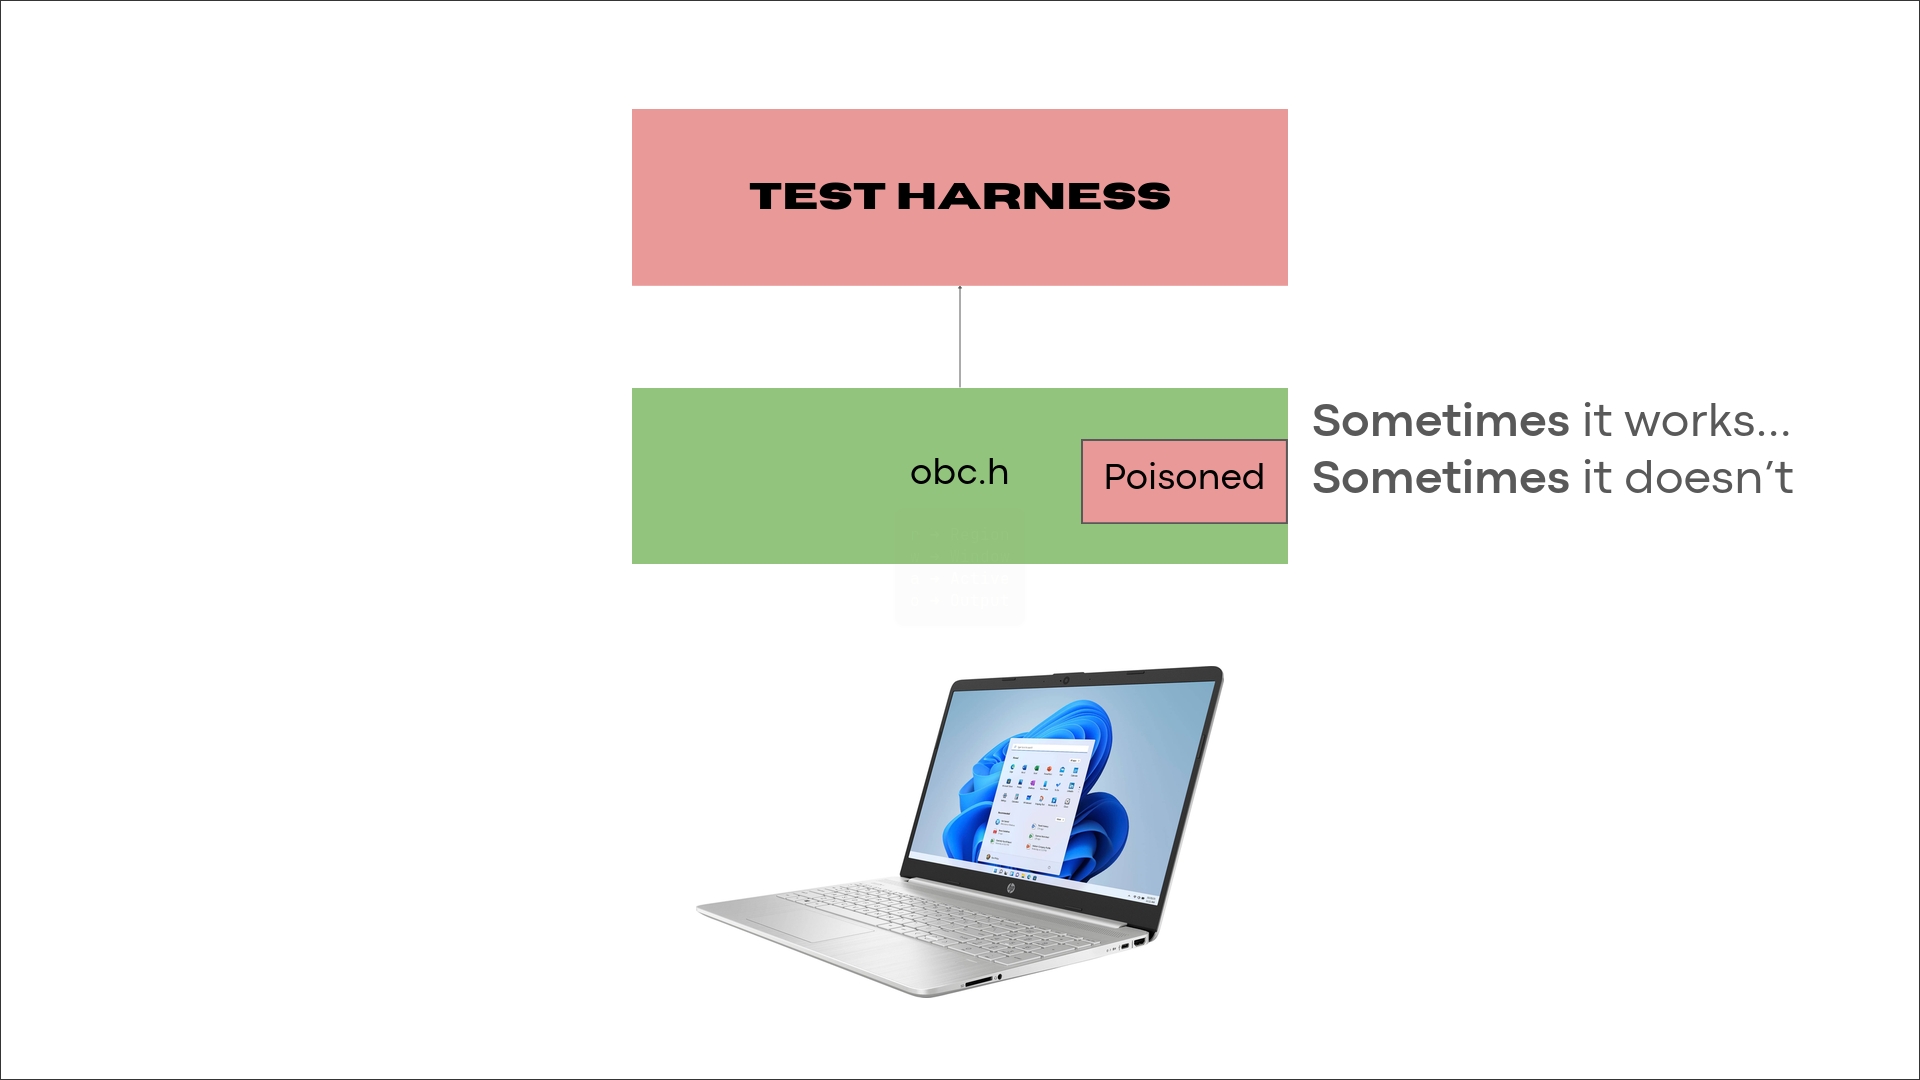 TEST HARNESS
obc.h
Poisoned
Sometimes it works...
Sometimes it doesn’t